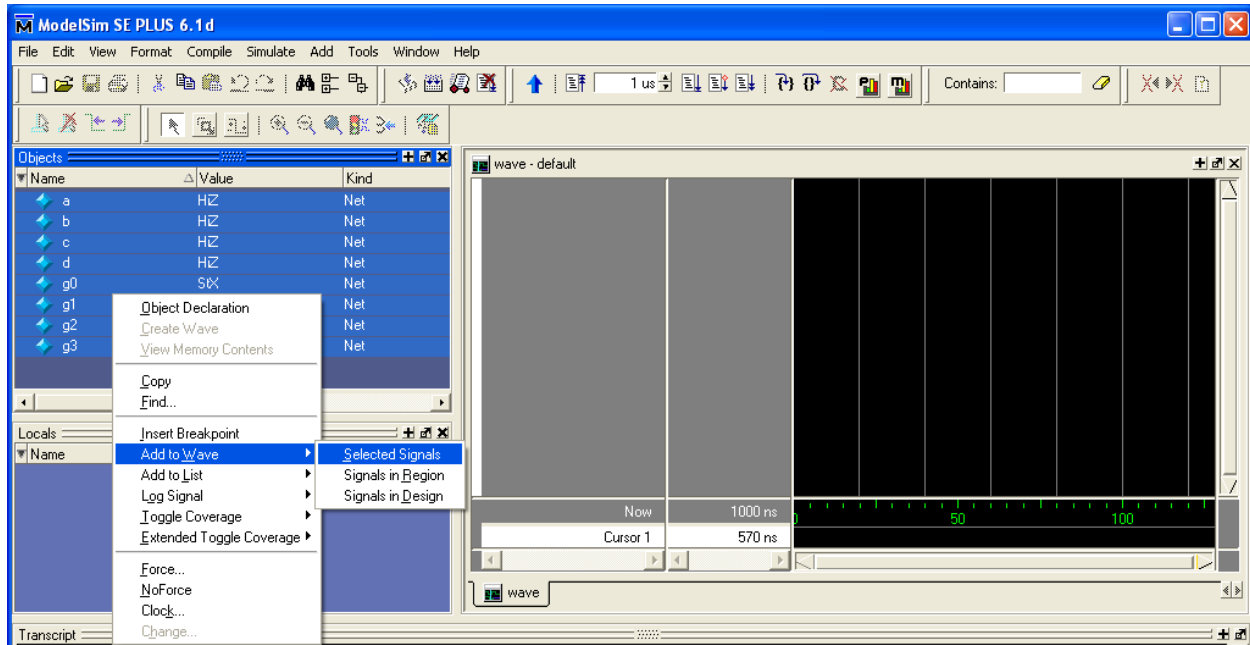 ModelSim SE PLUS 6.1d
File Edit View Format Compile Simulate Add Tools Window Help
1 us
Contains:
Objects
Name Value Kind
a HiZ Net
b HiZ Net
c HiZ Net
d HiZ Net
g0 StX Net
g1 Net
g2 Net
g3 Net
Object Declaration
Create Wave
View Memory Contents
Copy
Find...
Insert Breakpoint
Add to Wave
Add to List
Log Signal
Toggle Coverage
Extended Toggle Coverage
Force...
NoForce
Clock...
Change...
Selected Signals
Signals in Region
Signals in Design
Locals
Name
Transcript
wave - default
Now 1000 ns
Cursor 1 570 ns
50 100
wave